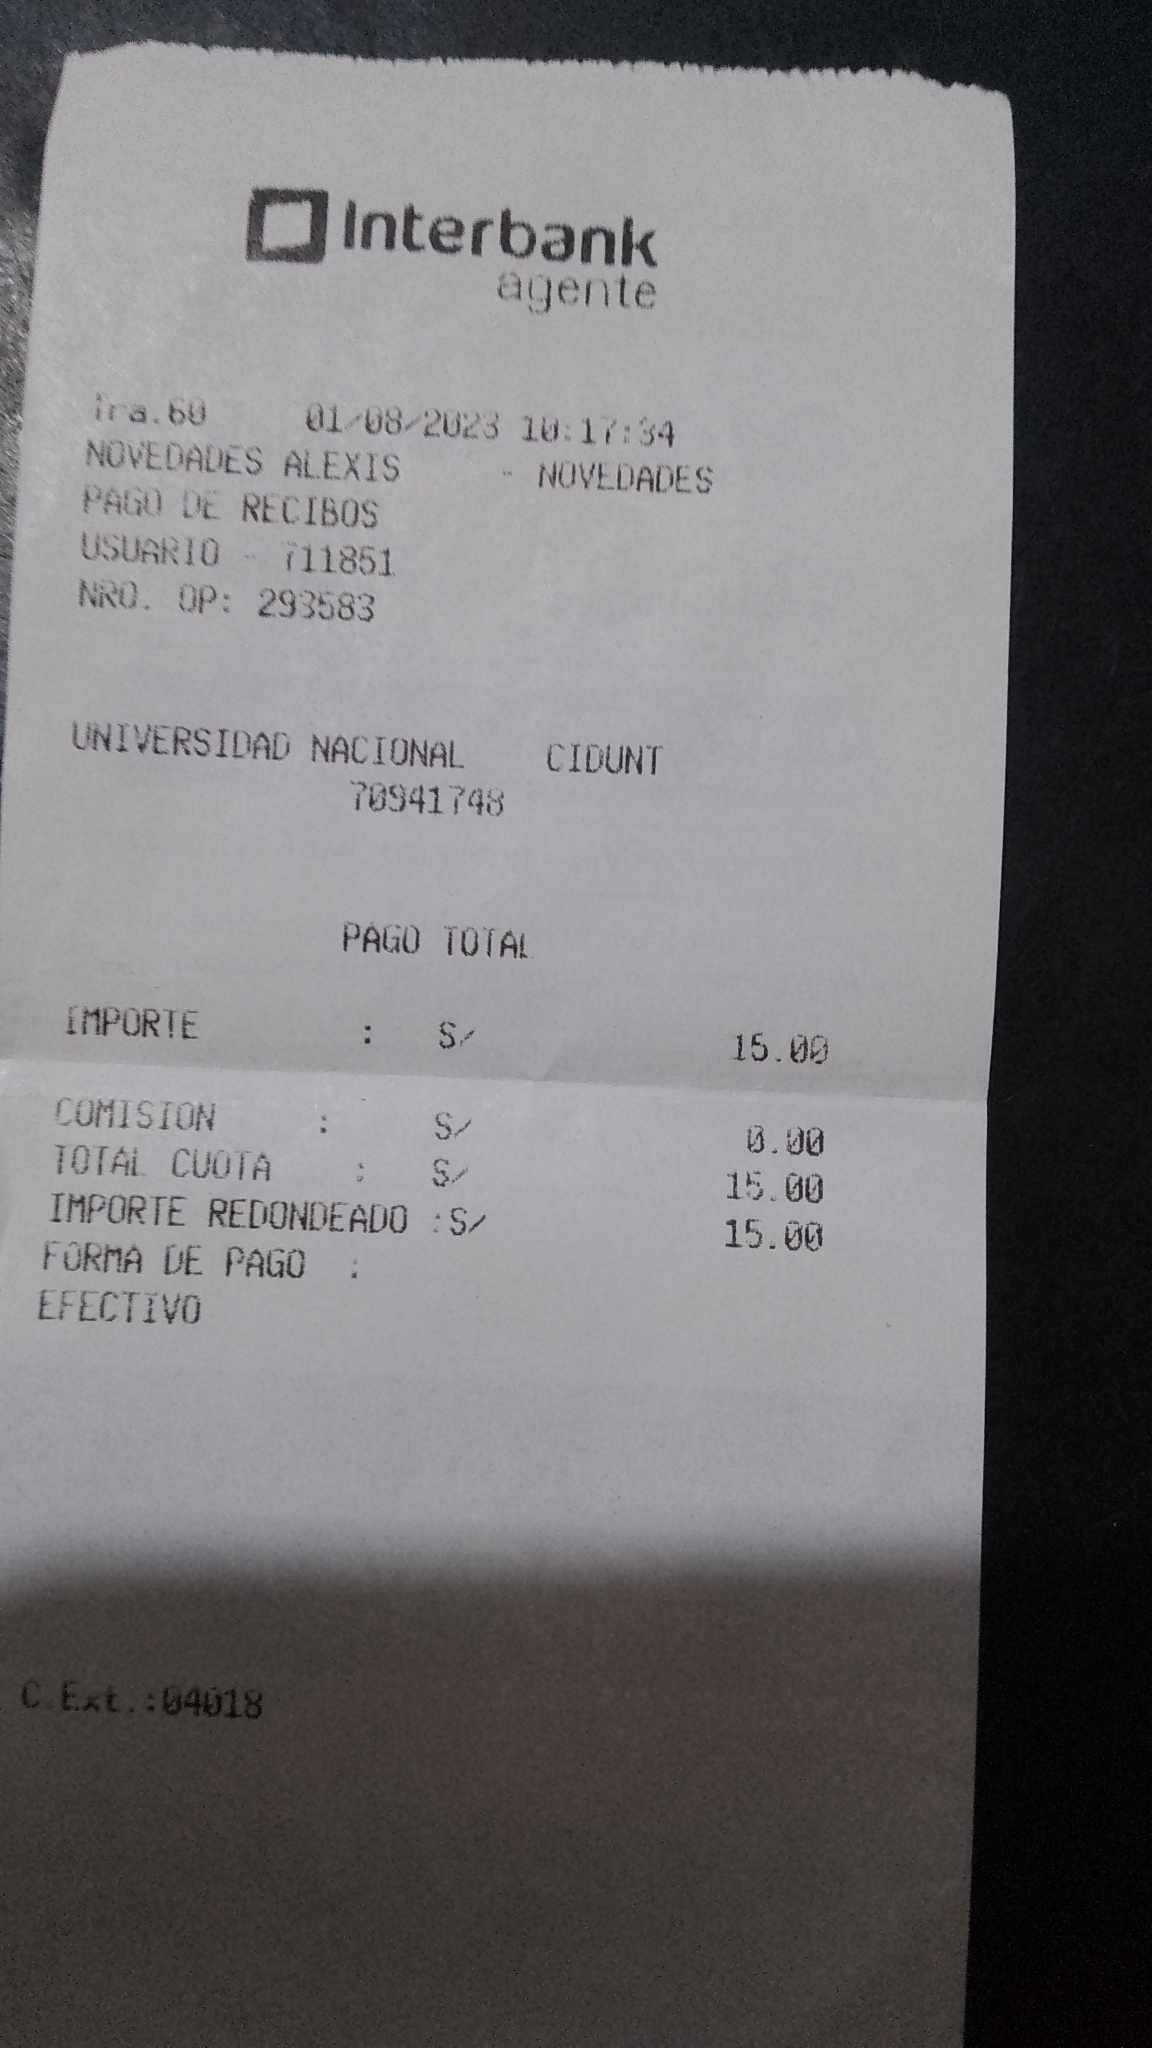 Interbank
agente
Tra.60 01/08/2023 10:17:34
NOVEDADES ALEXIS - NOVEDADES
PAGO DE RECIBOS
USUARIO - 711851
NRO. OP: 293583
UNIVERSIDAD NACIONAL CIDUNT
70941748
PAGO TOTAL
IMPORTE : S/ 15.00
COMISION : S/ 0.00
TOTAL CUOTA : S/ 15.00
IMPORTE REDONDEADO :S/ 15.00
FORMA DE PAGO :
EFECTIVO
C.Ext.:04018